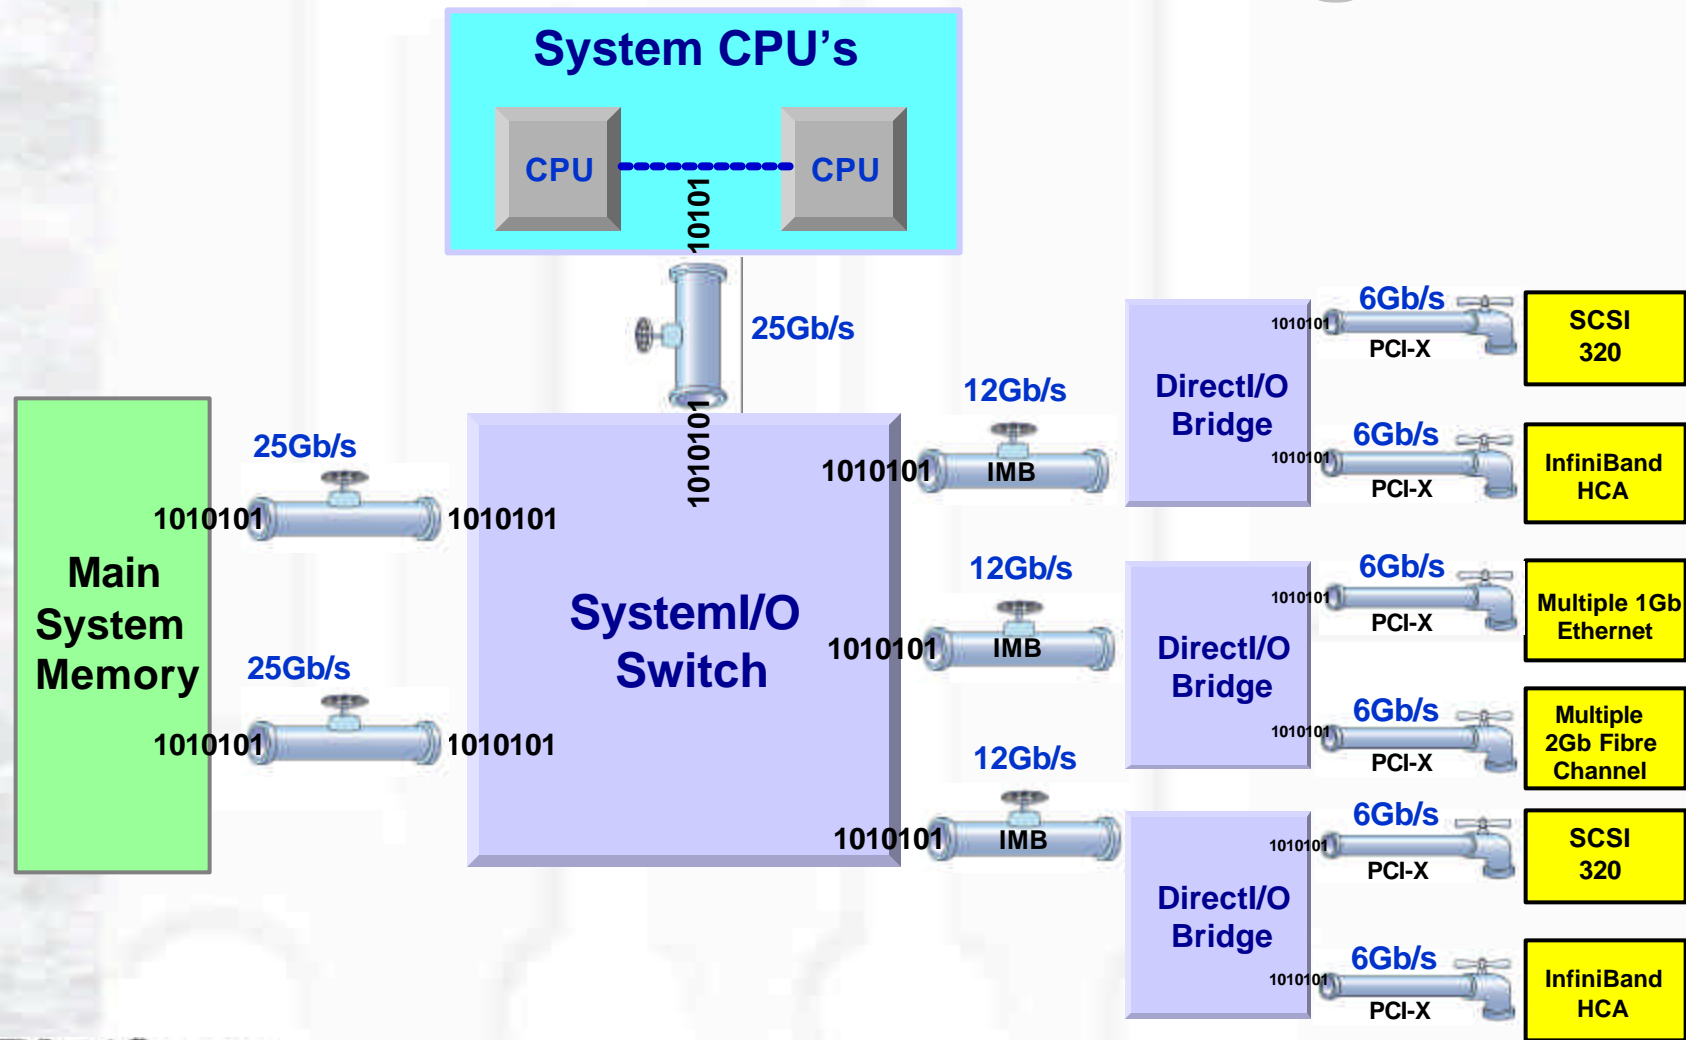 System CPU's
CPU
CPU
10101
25Gb/s
1010101
Main
System
Memory
25Gb/s
1010101
1010101
25Gb/s
1010101
1010101
SystemI/O
Switch
12Gb/s
1010101
IMB
12Gb/s
1010101
IMB
12Gb/s
1010101
IMB
DirectI/O
Bridge
1010101
6Gb/s
PCI-X
SCSI
320
1010101
6Gb/s
PCI-X
InfiniBand
HCA
DirectI/O
Bridge
1010101
6Gb/s
PCI-X
Multiple 1Gb
Ethernet
1010101
6Gb/s
PCI-X
Multiple
2Gb Fibre
Channel
DirectI/O
Bridge
1010101
6Gb/s
PCI-X
SCSI
320
1010101
6Gb/s
PCI-X
InfiniBand
HCA